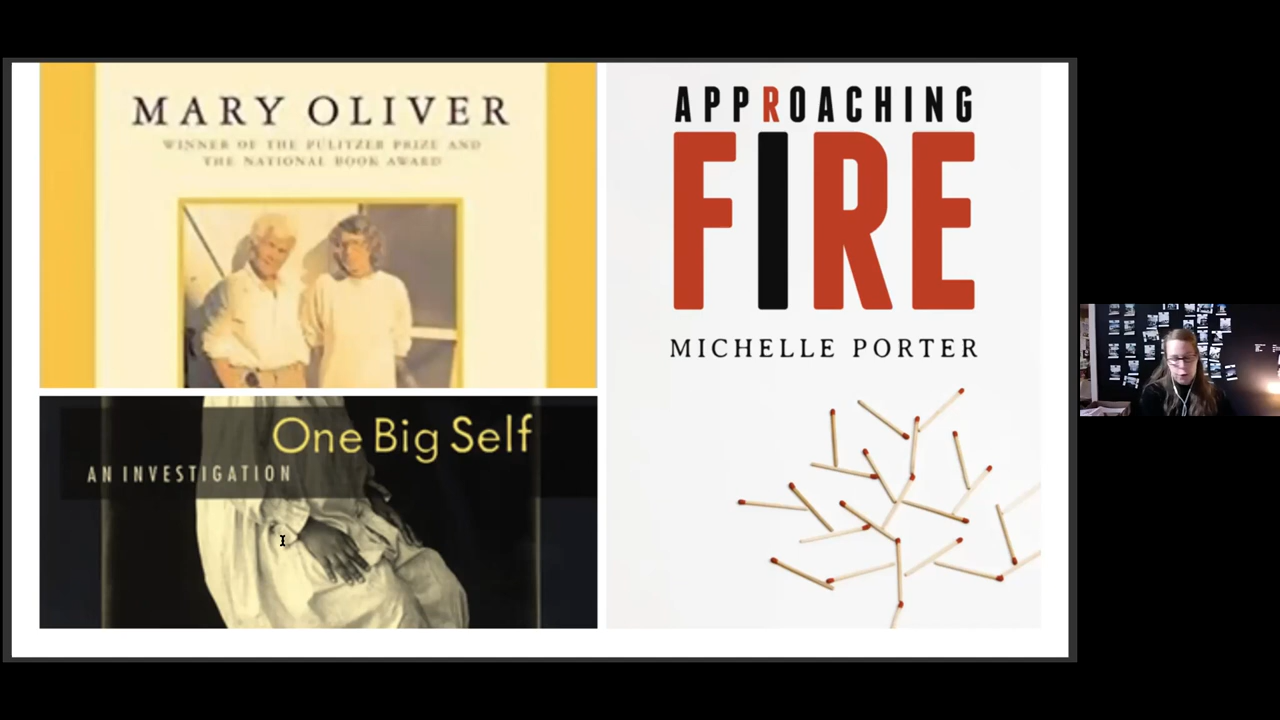 MARY OLIVER
WINNER OF THE PULITZER PRIZE AND
THE NATIONAL BOOK AWARD
One Big Self
AN INVESTIGATION
APPROACHING
FIRE
MICHELLE PORTER